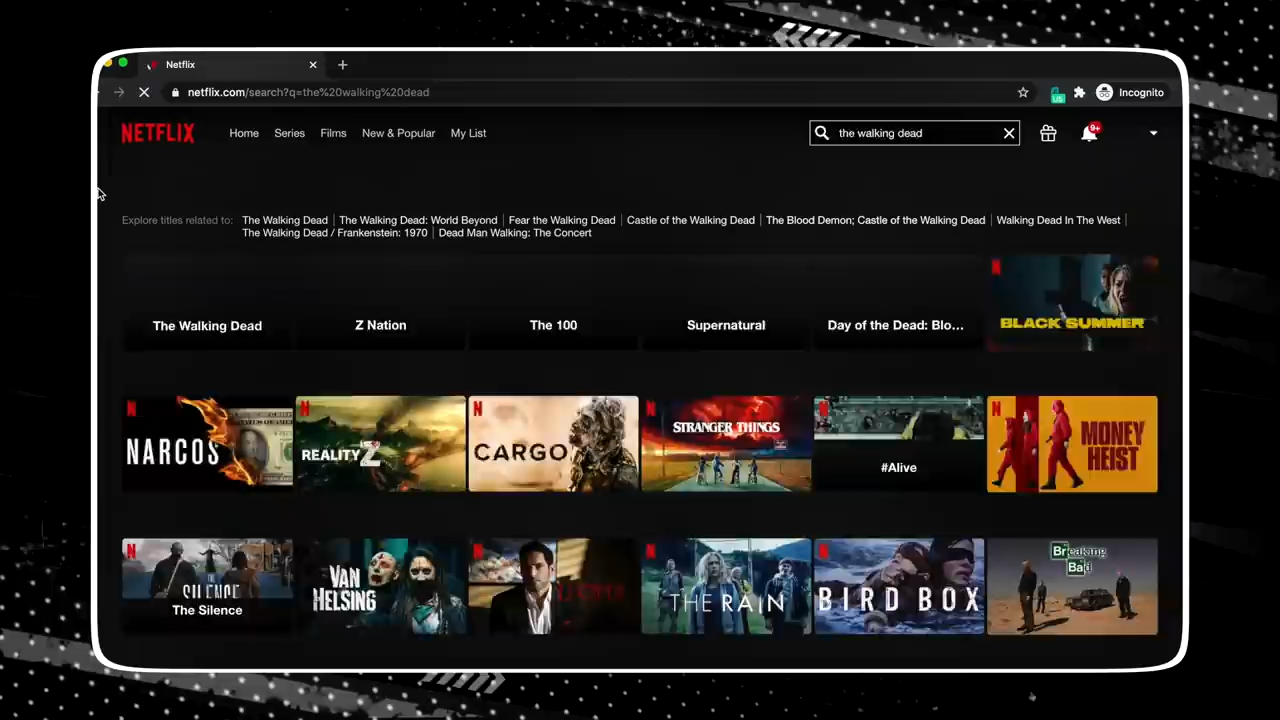 Netflix
netflix.com/search?q=the%20walking%20dead
US
Incognito
NETFLIX
Home
Series
Films
New & Popular
My List
the walking dead
9+
Explore titles related to:
The Walking Dead | The Walking Dead: World Beyond | Fear the Walking Dead | Castle of the Walking Dead | The Blood Demon; Castle of the Walking Dead | Walking Dead In The West |
The Walking Dead / Frankenstein: 1970 | Dead Man Walking: The Concert
The Walking Dead
Z Nation
The 100
Supernatural
Day of the Dead: Blo...
N
BLACK SUMMER
N
NARCOS
N
REALITY Z
N
CARGO
N
STRANGER THINGS
N
#Alive
N
MONEY
HEIST
N
THE SILENCE
The Silence
VAN
HELSING
N
N
THE RAIN
N
BIRD BOX
Breaking
Bad